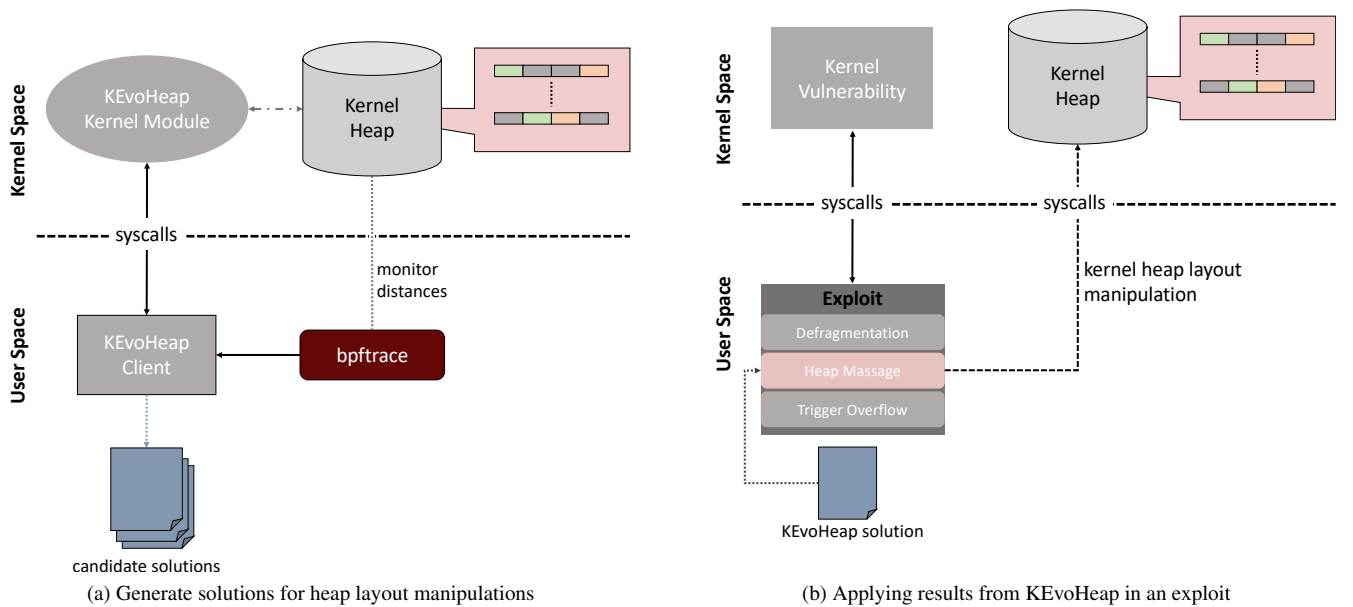 Kernel Space
KEvoHeap
Kernel Module
Kernel
Heap
syscalls
monitor
distances
User Space
KEvoHeap
Client
bpftrace
candidate solutions
(a) Generate solutions for heap layout manipulations
Kernel Space
Kernel
Vulnerability
Kernel
Heap
syscalls
syscalls
kernel heap layout
manipulation
User Space
Exploit
Defragmentation
Heap Massage
Trigger Overflow
KEvoHeap solution
(b) Applying results from KEvoHeap in an exploit